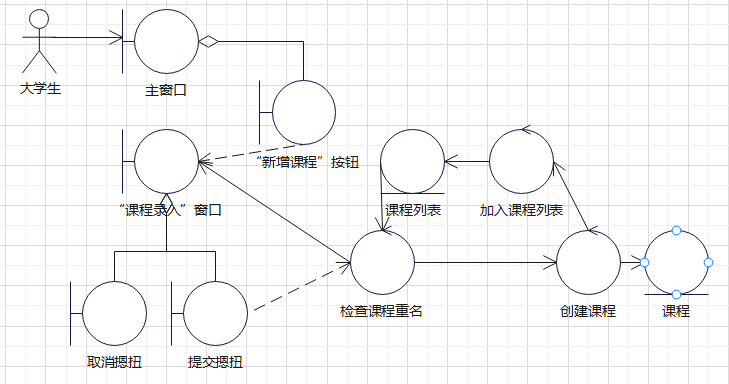 大学生
主窗口
“新增课程”按钮
“课程录入”窗口
课程列表
加入课程列表
检查课程重名
创建课程
课程
取消摁扭
提交摁扭